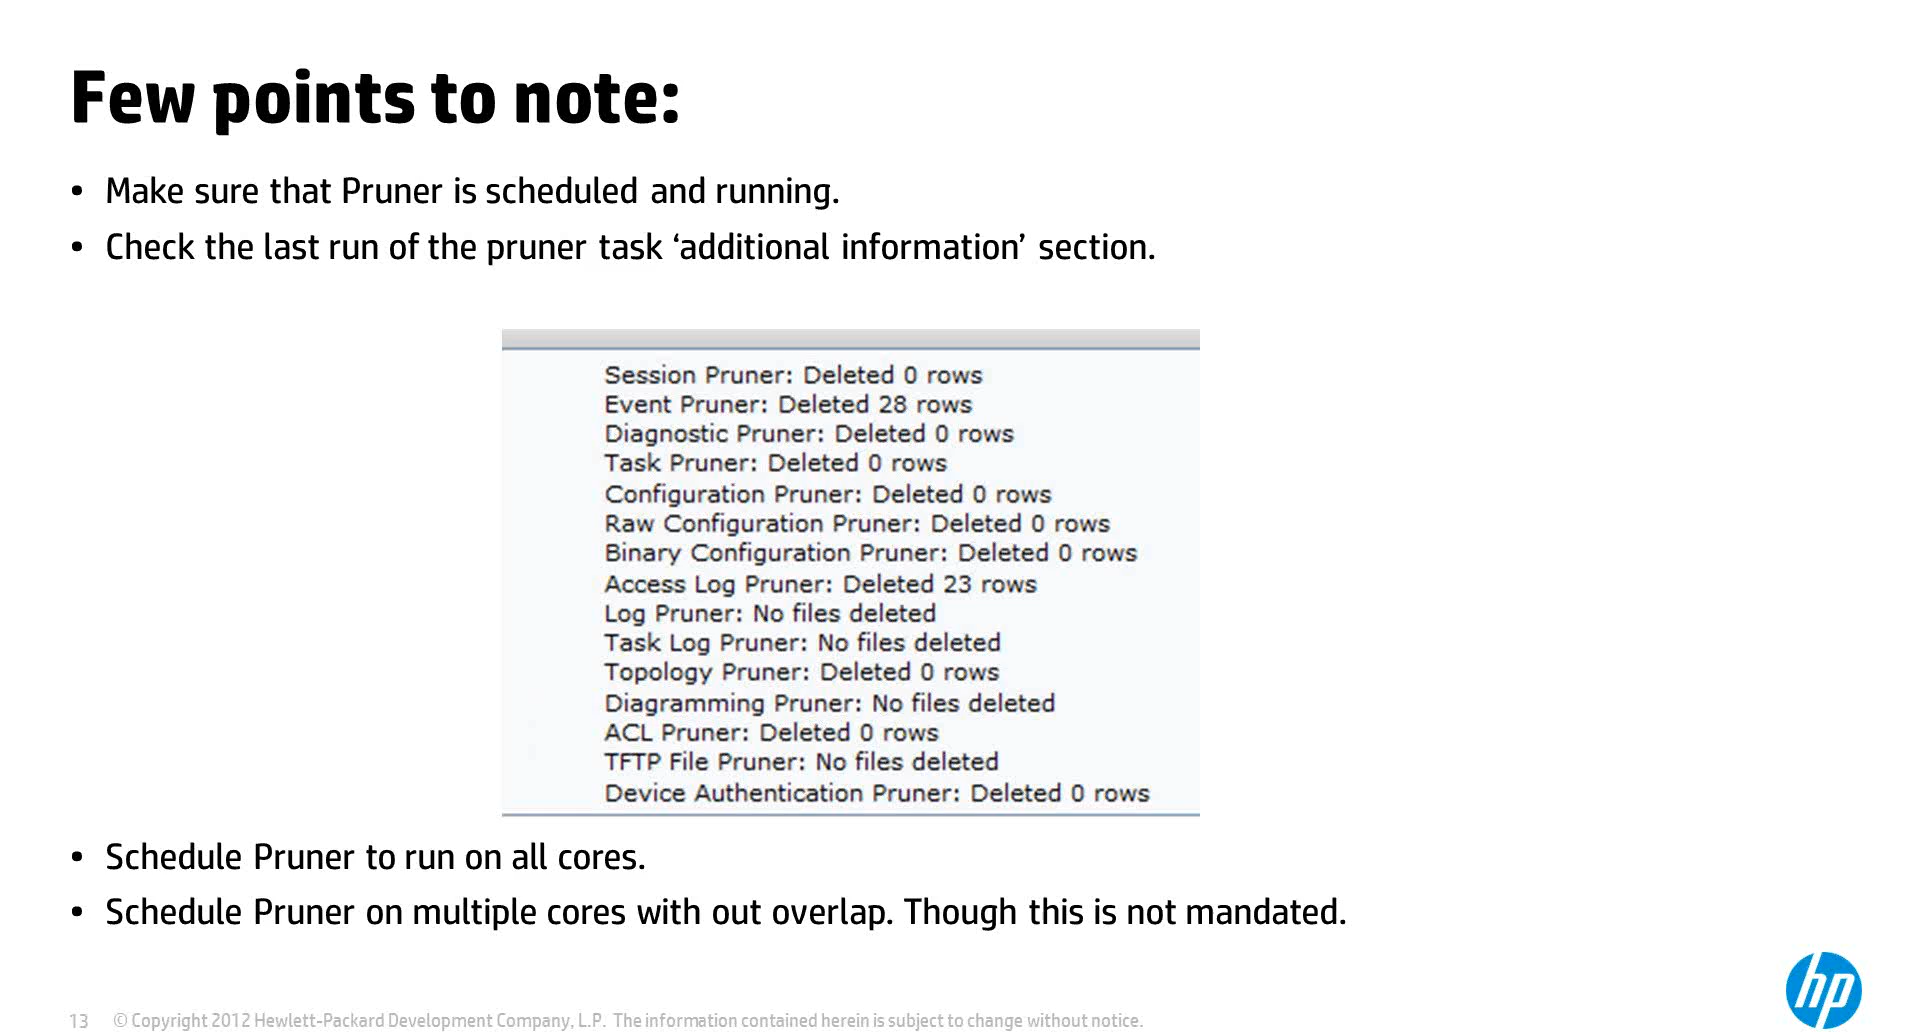 Few points to note:
• Make sure that Pruner is scheduled and running.
• Check the last run of the pruner task ‘additional information’ section.
Session Pruner: Deleted 0 rows
Event Pruner: Deleted 28 rows
Diagnostic Pruner: Deleted 0 rows
Task Pruner: Deleted 0 rows
Configuration Pruner: Deleted 0 rows
Raw Configuration Pruner: Deleted 0 rows
Binary Configuration Pruner: Deleted 0 rows
Access Log Pruner: Deleted 23 rows
Log Pruner: No files deleted
Task Log Pruner: No files deleted
Topology Pruner: Deleted 0 rows
Diagramming Pruner: No files deleted
ACL Pruner: Deleted 0 rows
TFTP File Pruner: No files deleted
Device Authentication Pruner: Deleted 0 rows
• Schedule Pruner to run on all cores.
• Schedule Pruner on multiple cores with out overlap. Though this is not mandated.
hp
13 © Copyright 2012 Hewlett-Packard Development Company, L.P. The information contained herein is subject to change without notice.